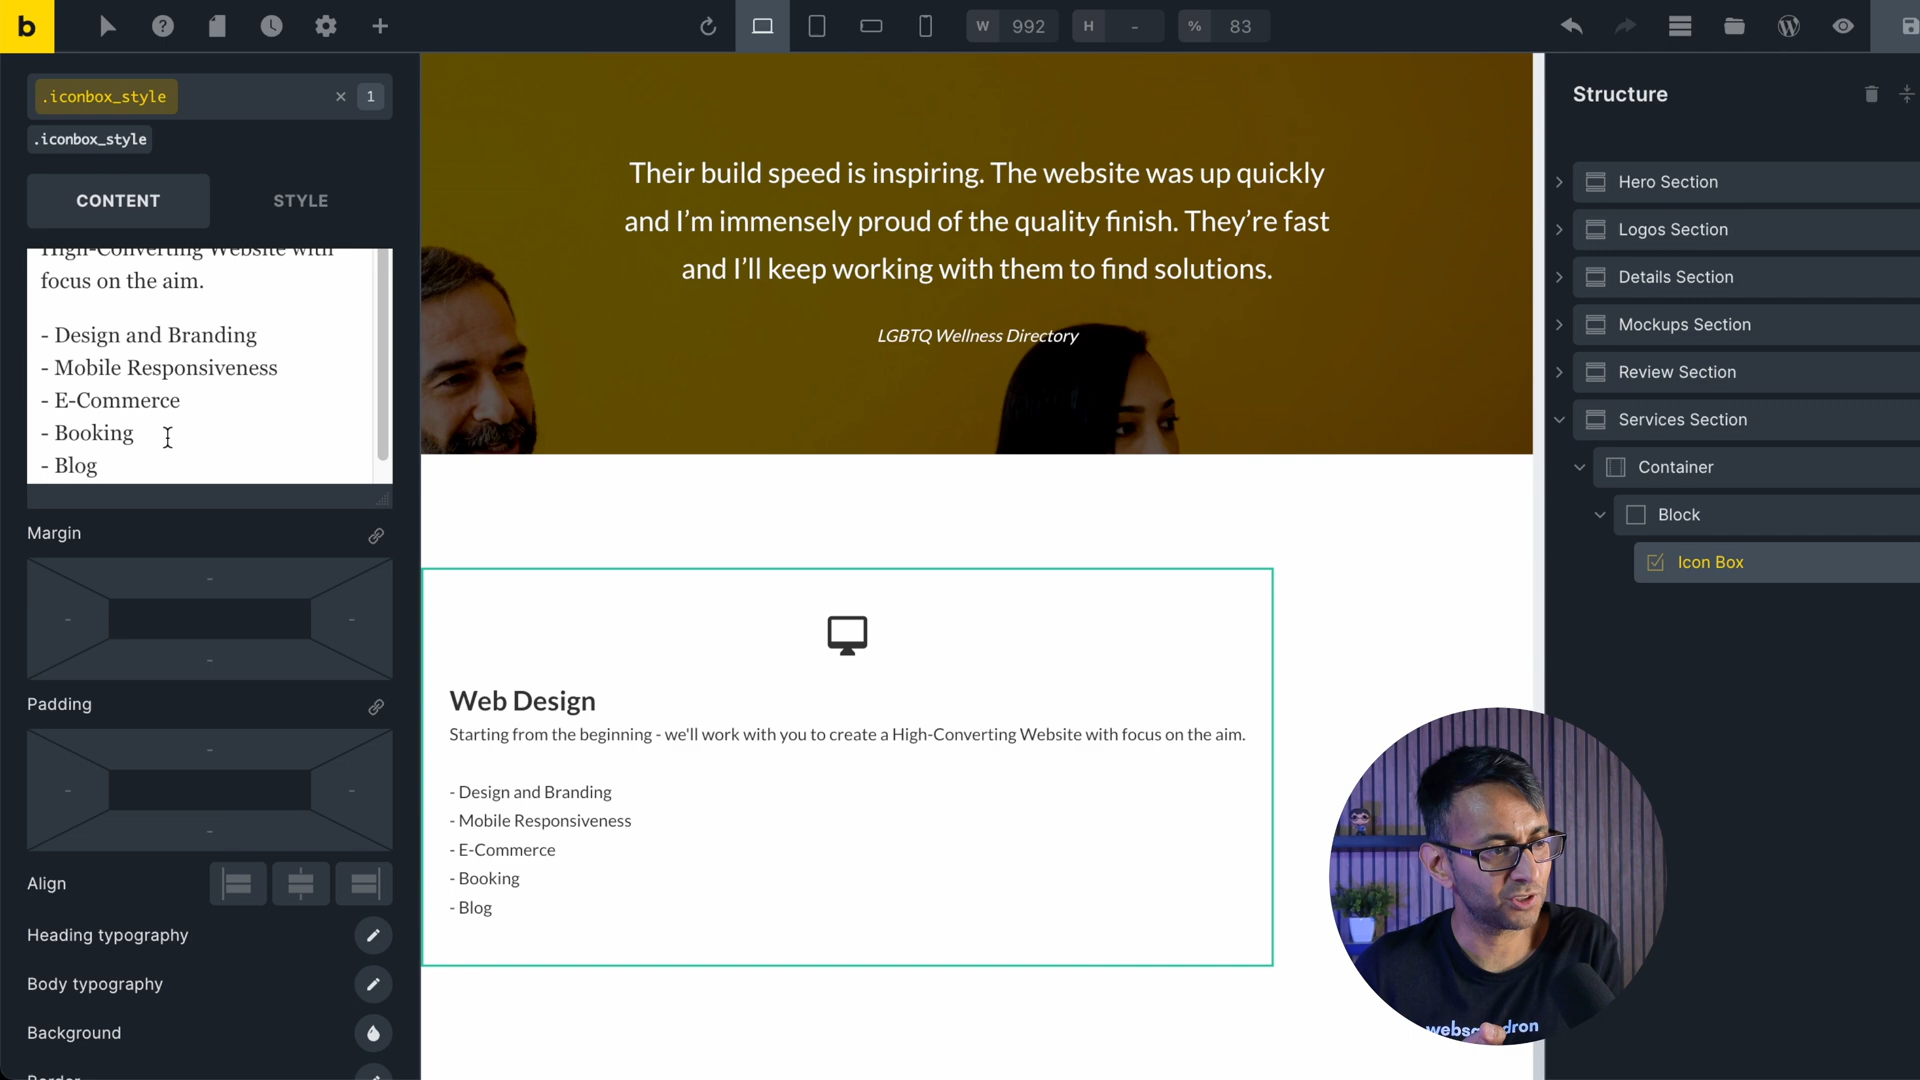 b
W 992 H - % 83
.iconbox_style × 1
.iconbox_style
CONTENT STYLE
High-Converting Website with
focus on the aim.
- Design and Branding
- Mobile Responsiveness
- E-Commerce
- Booking
- Blog
Margin
-
- -
-
Padding
-
- -
-
Align
Heading typography
Body typography
Background
Border
Their build speed is inspiring. The website was up quickly
and I’m immensely proud of the quality finish. They’re fast
and I’ll keep working with them to find solutions.
LGBTQ Wellness Directory
Web Design
Starting from the beginning - we'll work with you to create a High-Converting Website with focus on the aim.
- Design and Branding
- Mobile Responsiveness
- E-Commerce
- Booking
- Blog
Structure
Hero Section
Logos Section
Details Section
Mockups Section
Review Section
Services Section
Container
Block
Icon Box